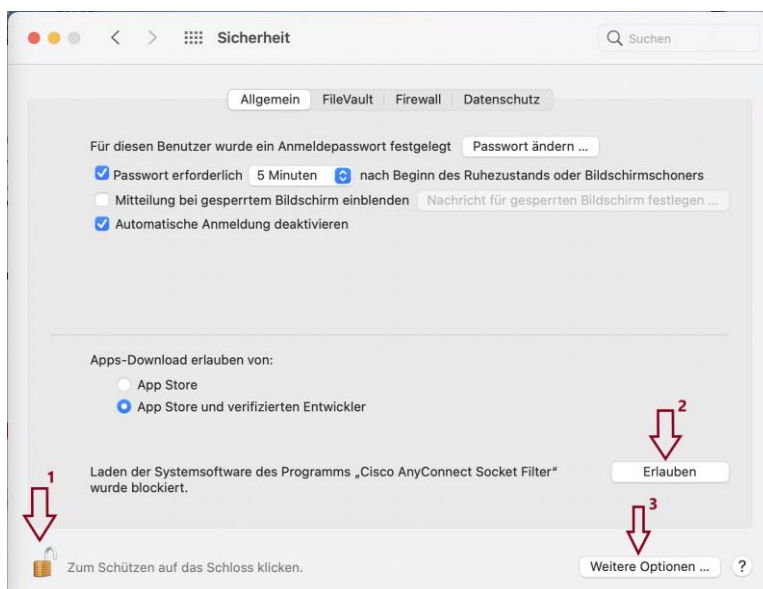 Sicherheit
Suchen
Allgemein FileVault Firewall Datenschutz
Für diesen Benutzer wurde ein Anmeldepasswort festgelegt Passwort ändern ...
Passwort erforderlich 5 Minuten nach Beginn des Ruhezustands oder Bildschirmschoners
Mitteilung bei gesperrtem Bildschirm einblenden Nachricht für gesperrten Bildschirm festlegen ...
Automatische Anmeldung deaktivieren
Apps-Download erlauben von:
App Store
App Store und verifizierten Entwickler
2
Laden der Systemsoftware des Programms „Cisco AnyConnect Socket Filter“ Erlauben
wurde blockiert.
1
3
Zum Schützen auf das Schloss klicken. Weitere Optionen ... ?